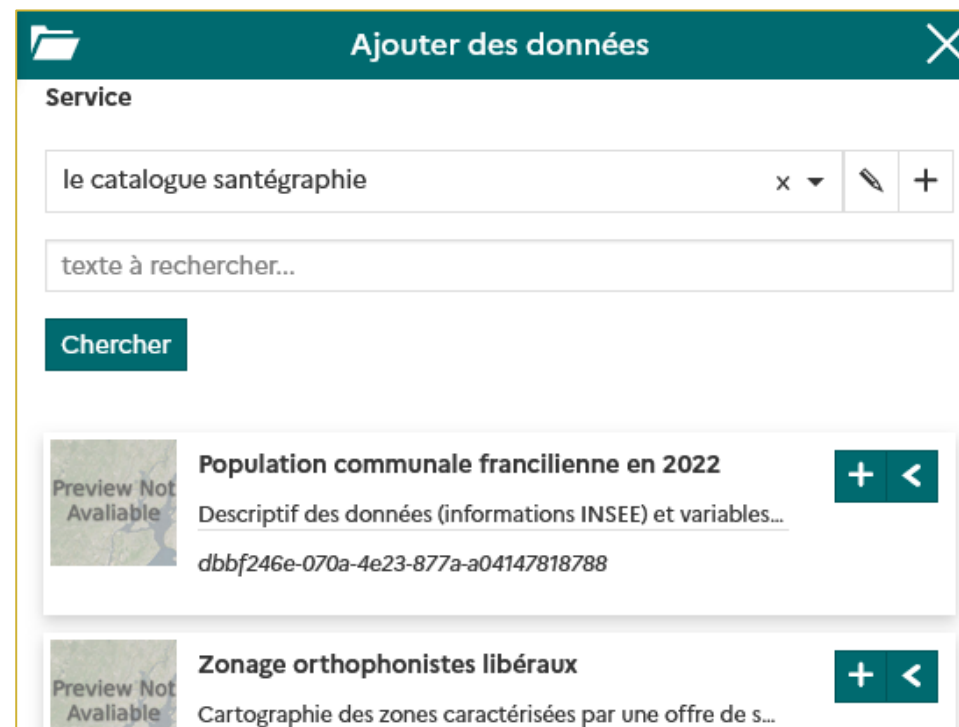 Ajouter des données
Service
le catalogue santégraphie
texte à rechercher...
Chercher
Preview Not
Avaliable
Population communale francilienne en 2022
Descriptif des données (informations INSEE) et variables...
dbbf246e-070a-4e23-877a-a04147818788
Preview Not
Avaliable
Zonage orthophonistes libéraux
Cartographie des zones caractérisées par une offre de s...